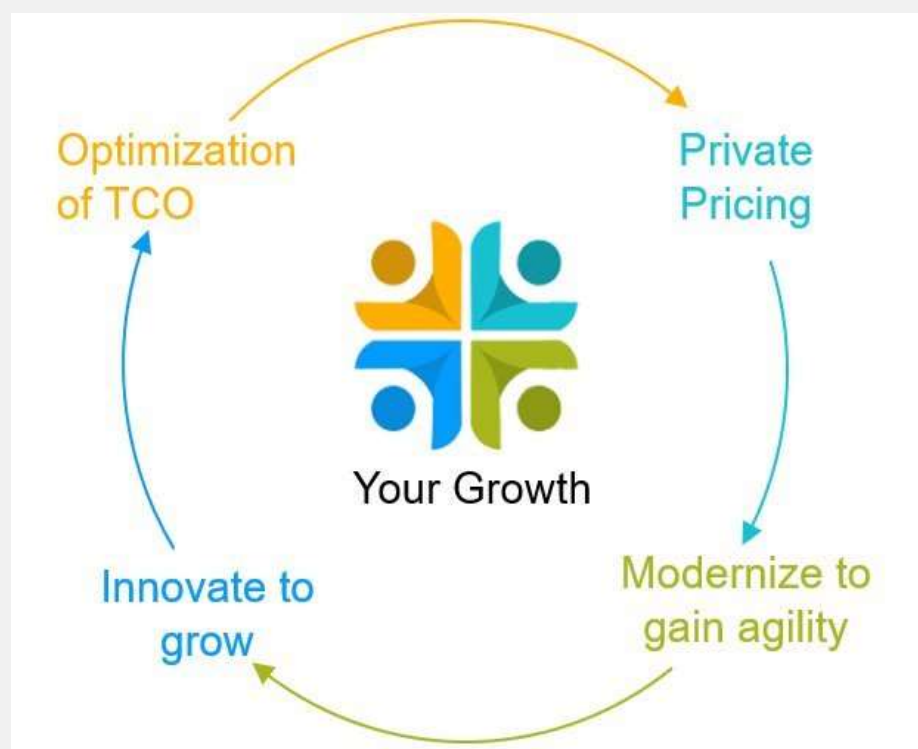 Optimization
of TCO
Private
Pricing
Your Growth
Innovate to
grow
Modernize to
gain agility